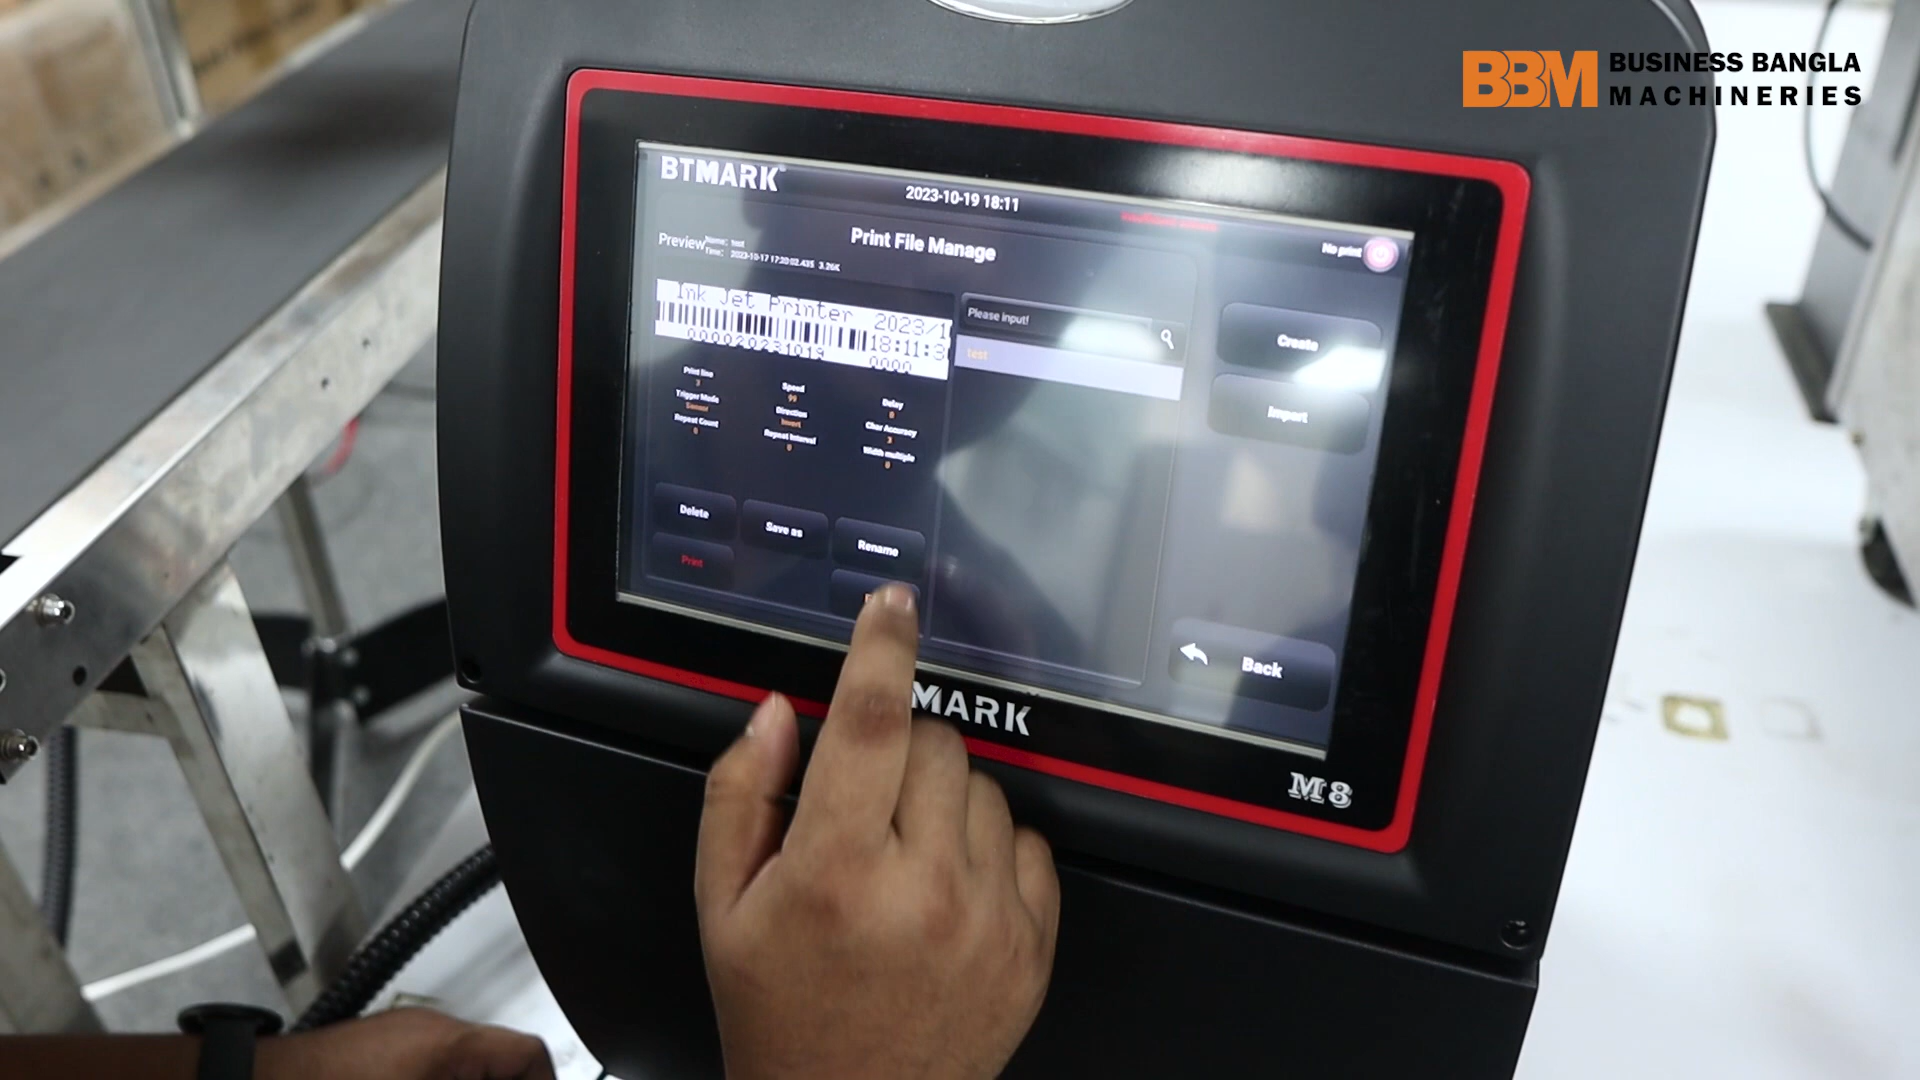 BBM BUSINESS BANGLA
MACHINERIES
BTMARK
2023-10-19 18:11
No print
Print File Manage
Preview
Name: test
Time: 2023-10-17 17:20:02.435 3.26K
Ink Jet Printer 2023/1
18:11:3
000020231019 0000
Please input!
test
Print line
3
Speed
99
Delay
0
Trigger Mode
Sensor
Direction
Invert
Char Accuracy
3
Repeat Count
0
Repeat Interval
0
Width multiple
0
Create
Import
Delete
Save as
Rename
Print
Back
MARK
M8